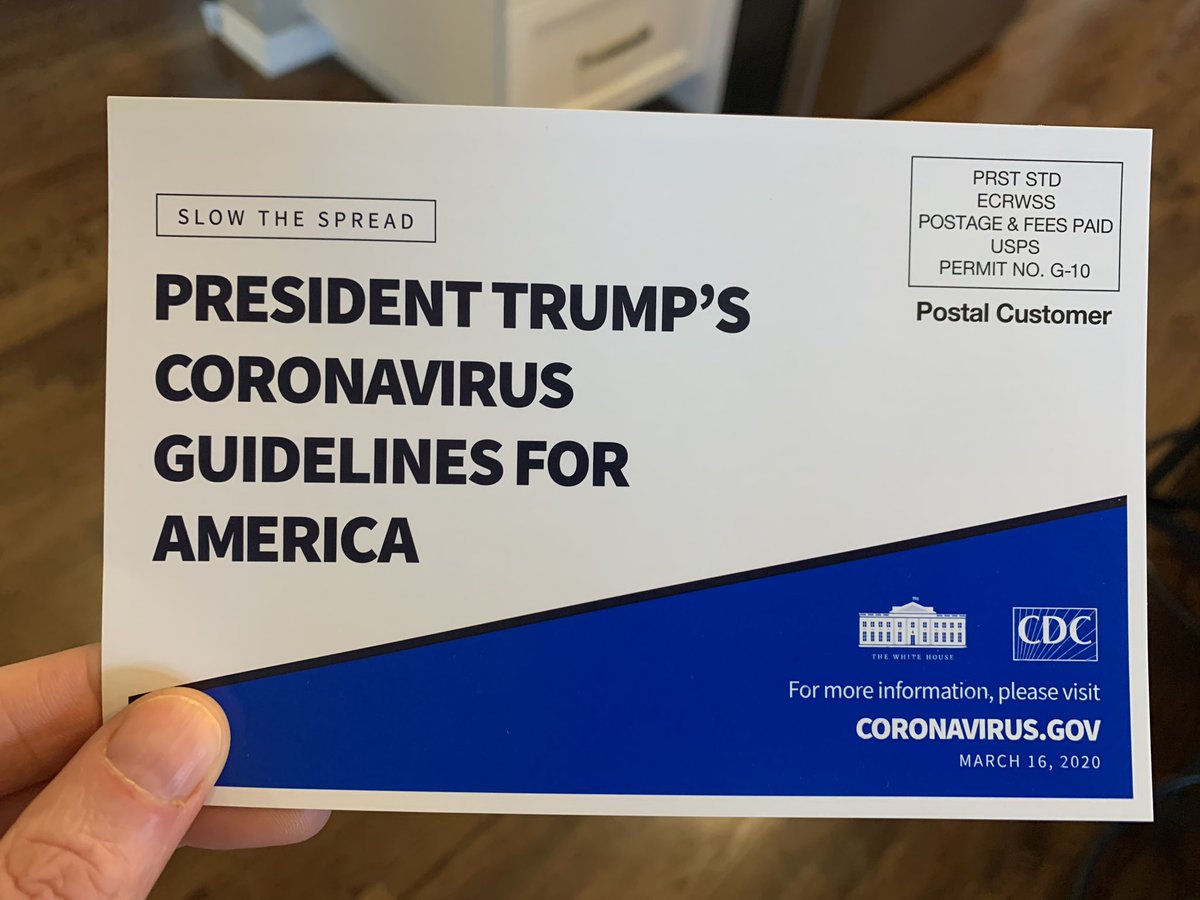 SLOW THE SPREAD
PRESIDENT TRUMP'S
CORONAVIRUS
GUIDELINES FOR
AMERICA
PRST STD
ECRWSS
POSTAGE & FEES PAID
USPS
PERMIT NO. G-10
Postal Customer
THE WHITE HOUSE
CDC
For more information, please visit
CORONAVIRUS.GOV
MARCH 16, 2020